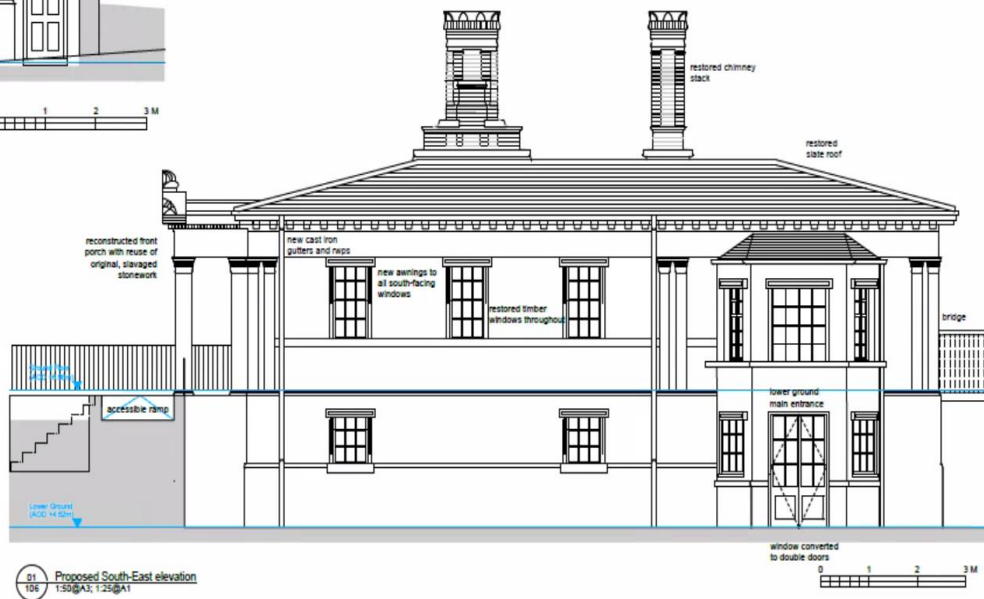 1 2 3 M
restored chimney
stack
restored
slate roof
reconstructed front
porch with reuse of
original, slavaged
stonework
new cast iron
gutters and rwps
new awnings to
all south-facing
windows
restored timber
windows throughout
bridge
accessible ramp
lower ground
main entrance
Lower Ground
(AOD +4.52m)
window converted
to double doors
01
106
Proposed South-East elevation
1:50@A3; 1:25@A1
0 1 2 3 M